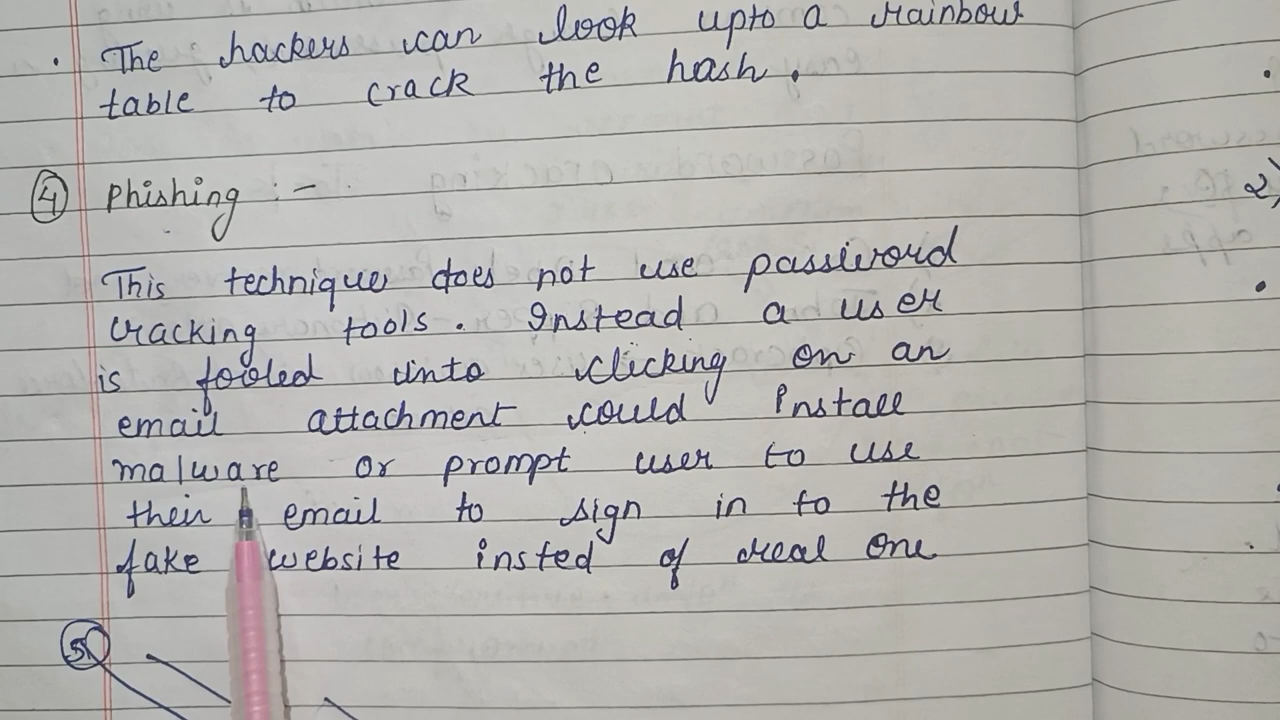 . The hackers can look upto a rainbow
table to crack the hash.
④ Phishing :-
This technique does not use password
cracking tools. Instead a user
is fooled into clicking on an
email attachment could install
malware or prompt user to use
their email to sign in to the
fake website insted of real one
⑤
2)